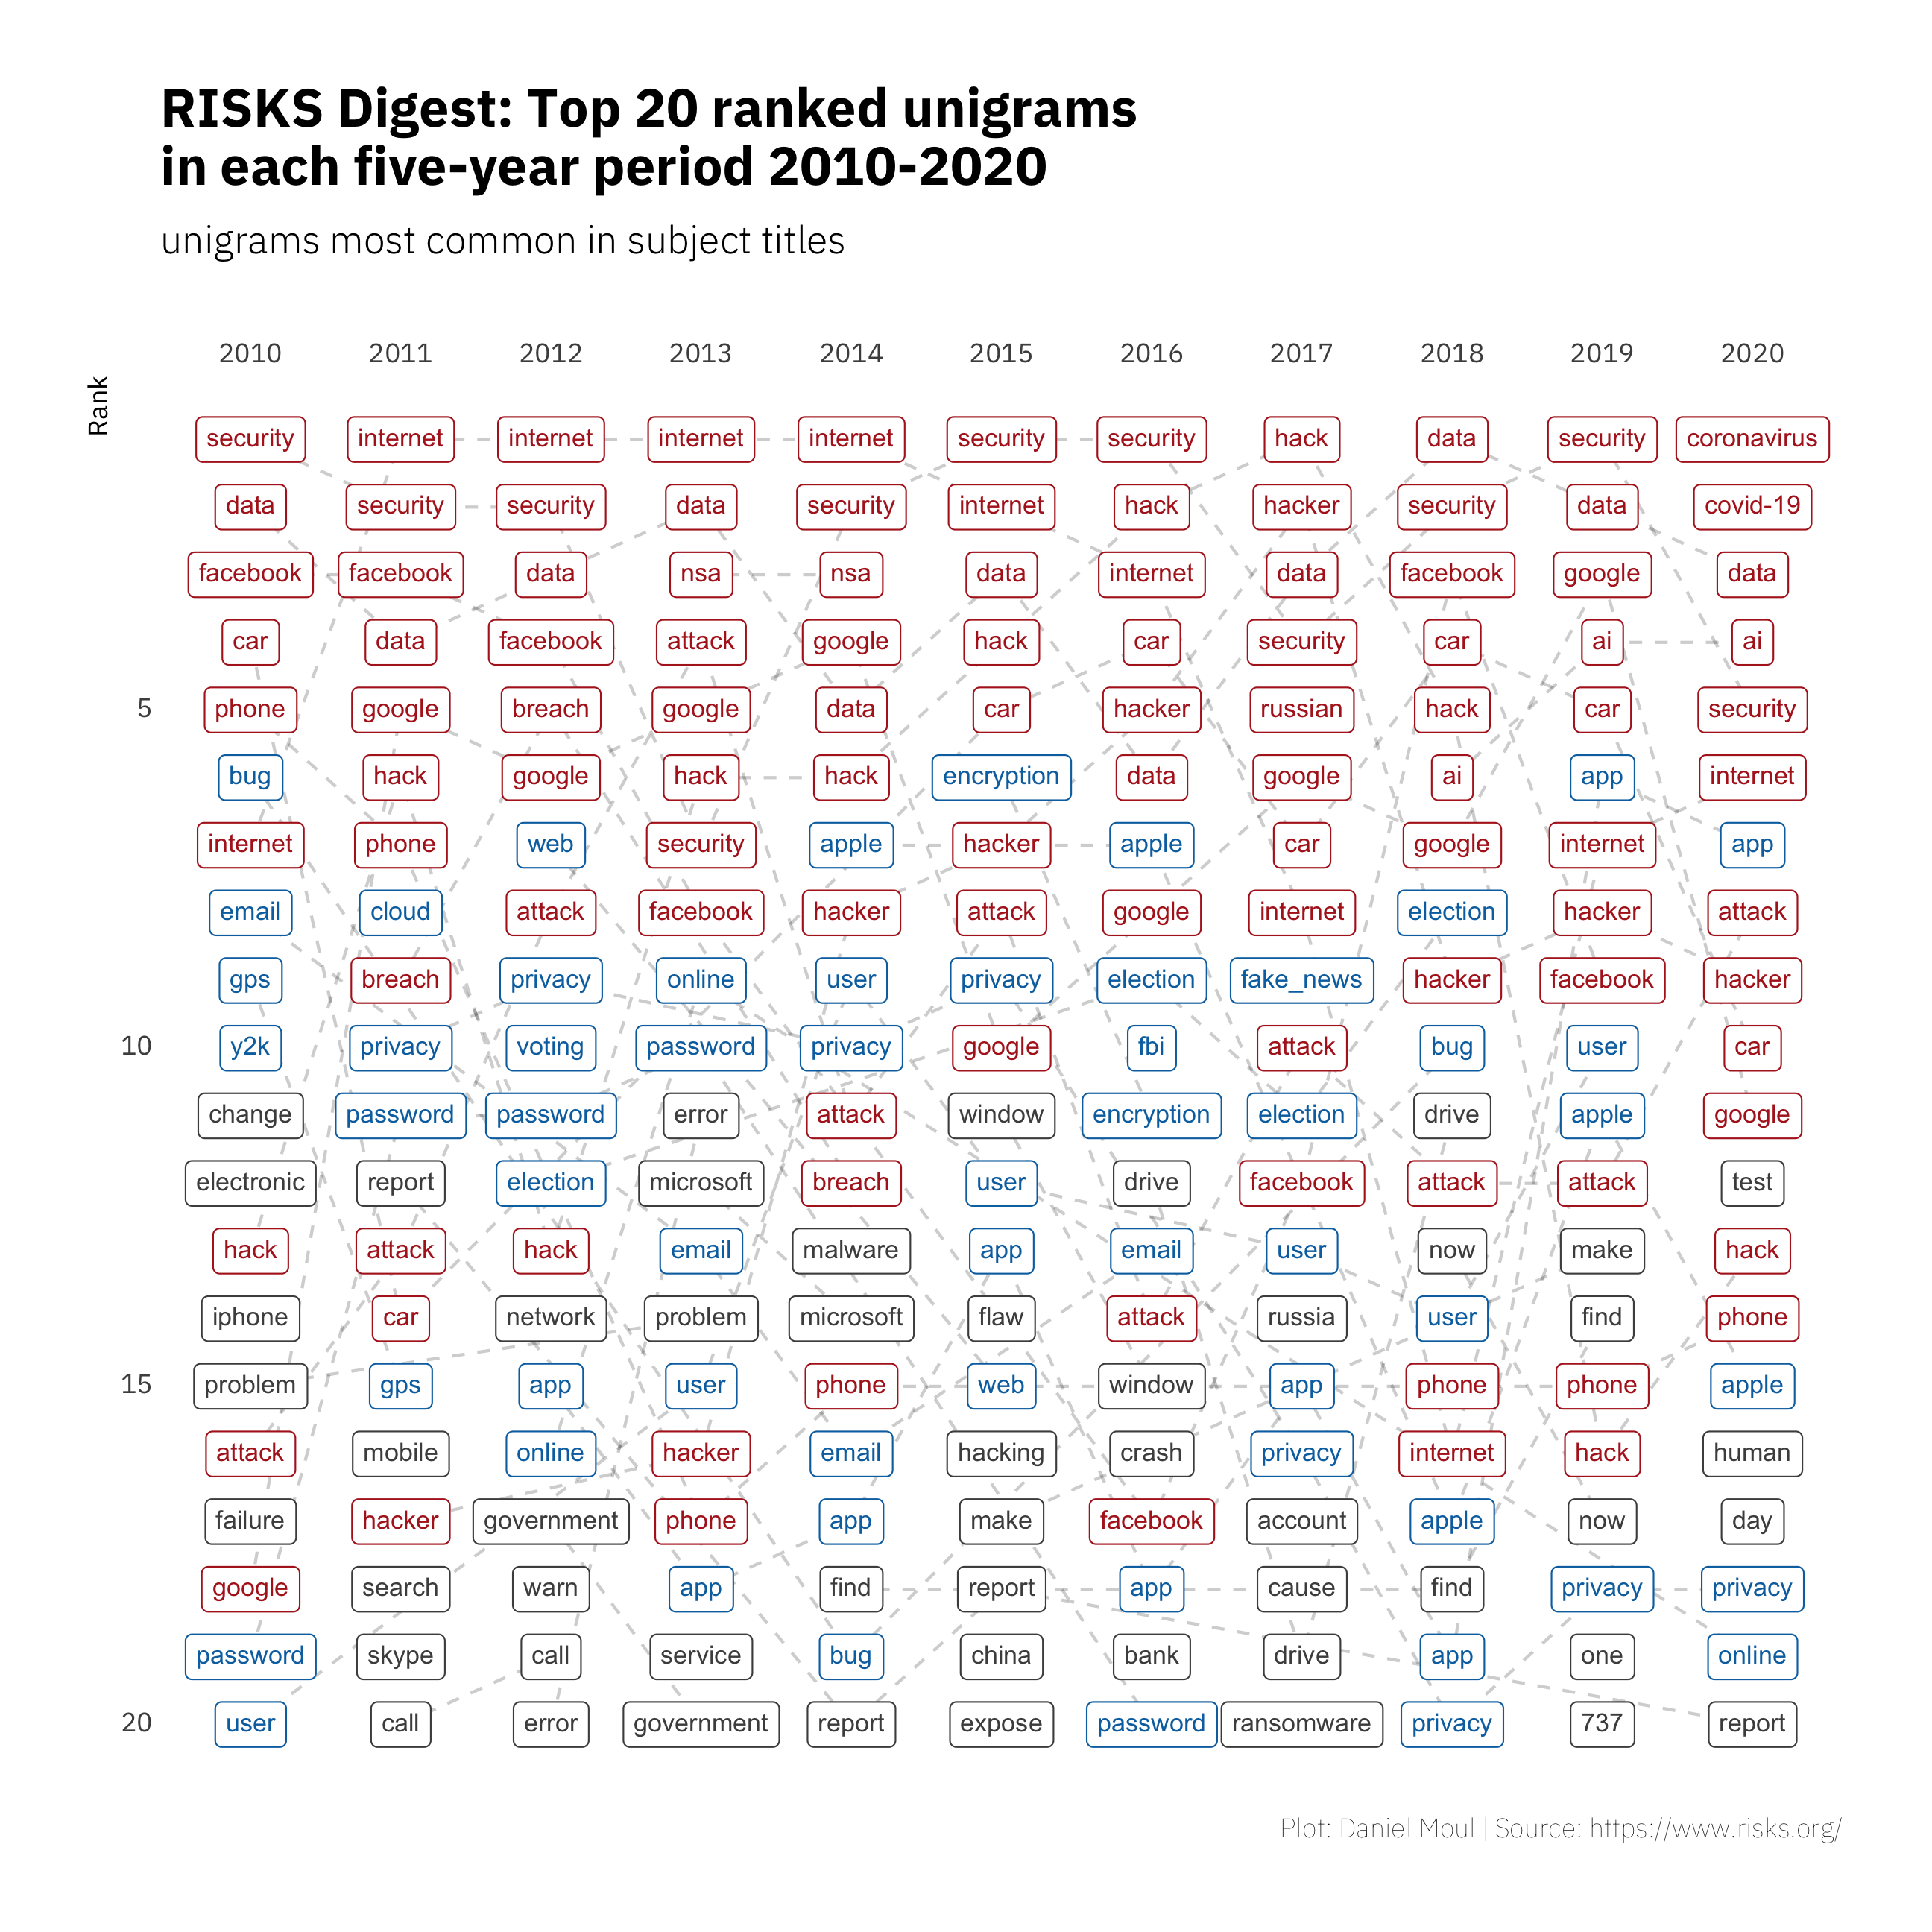 RISKS Digest: Top 20 ranked unigrams
in each five-year period 2010-2020
unigrams most common in subject titles
2010 2011 2012 2013 2014 2015 2016 2017 2018 2019 2020
Rank
security internet internet internet internet security security hack data security coronavirus
data security security data security internet hack hacker security data covid-19
facebook facebook data nsa nsa data internet data facebook google data
car data facebook attack google hack car security car ai ai
5 phone google breach google data car hacker russian hack car security
bug hack google hack hack encryption data google ai app internet
internet phone web security apple hacker apple car google internet app
email cloud attack facebook hacker attack google internet election hacker attack
gps breach privacy online user privacy election fake_news hacker facebook hacker
10 y2k privacy voting password privacy google fbi attack bug user car
change password password error attack window encryption election drive apple google
electronic report election microsoft breach user drive facebook attack attack test
hack attack hack email malware app email user now make hack
iphone car network problem microsoft flaw attack russia user find phone
15 problem gps app user phone web window app phone phone apple
attack mobile online hacker email hacking crash privacy internet hack human
failure hacker government phone app make facebook account apple now day
google search warn app find report app cause find privacy privacy
password skype call service bug china bank drive app one online
20 user call error government report expose password ransomware privacy 737 report
Plot: Daniel Moul | Source: https://www.risks.org/